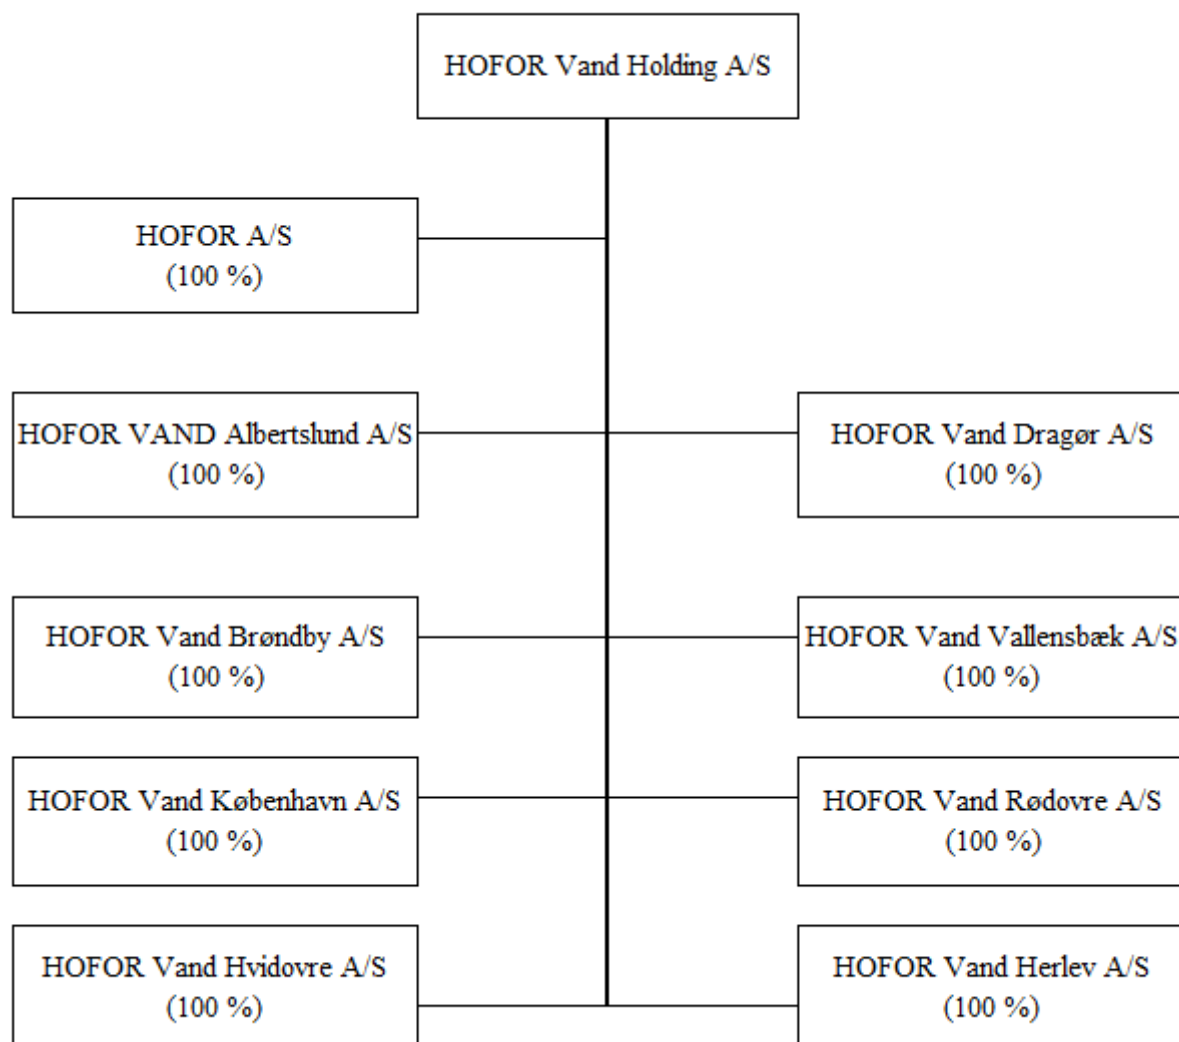 HOFOR Vand Holding A/S
HOFOR A/S
(100 %)
HOFOR VAND Albertslund A/S
(100 %)
HOFOR Vand Dragør A/S
(100 %)
HOFOR Vand Brøndby A/S
(100 %)
HOFOR Vand Vallensbæk A/S
(100 %)
HOFOR Vand København A/S
(100 %)
HOFOR Vand Rødovre A/S
(100 %)
HOFOR Vand Hvidovre A/S
(100 %)
HOFOR Vand Herlev A/S
(100 %)